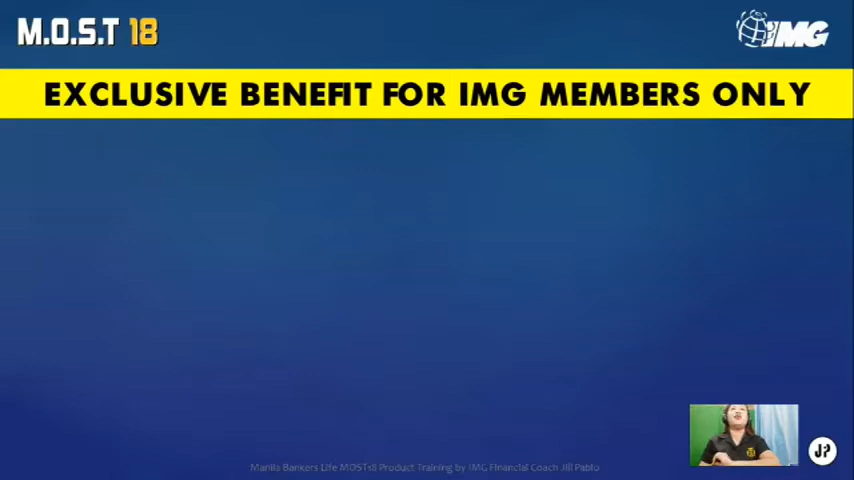 M.O.S.T 18
IMG
EXCLUSIVE BENEFIT FOR IMG MEMBERS ONLY
JP
Manila Bankers Life MOST18 Product Training by IMG Financial Coach Jill Pablo